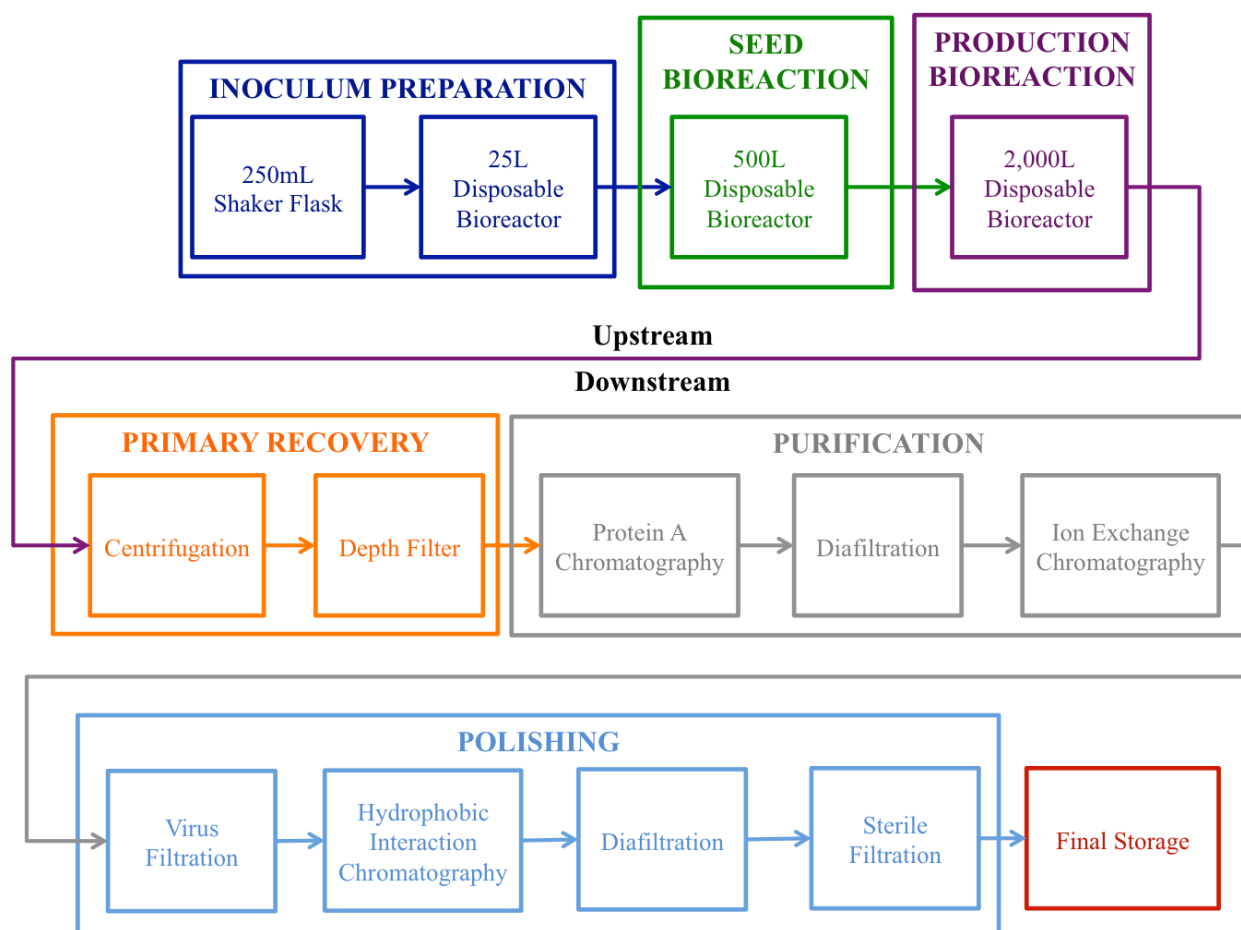 INOCULUM PREPARATION
250mL
Shaker Flask
25L
Disposable
Bioreactor
SEED
BIOREACTION
500L
Disposable
Bioreactor
PRODUCTION
BIOREACTION
2,000L
Disposable
Bioreactor
Upstream
Downstream
PRIMARY RECOVERY
Centrifugation
Depth Filter
PURIFICATION
Protein A
Chromatography
Diafiltration
Ion Exchange
Chromatography
POLISHING
Virus
Filtration
Hydrophobic
Interaction
Chromatography
Diafiltration
Sterile
Filtration
Final Storage